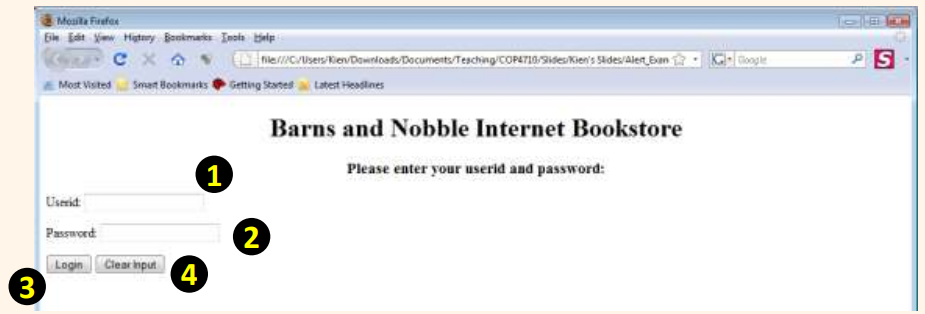 Mozilla Firefox
File Edit View History Bookmarks Tools Help
file:///C:/Users/Kien/Downloads/Documents/Teaching/COP4710/Slides/Kien's Slides/Alert_Exam Google
Most Visited Smart Bookmarks Getting Started Latest Headlines
Barns and Nobble Internet Bookstore
Please enter your userid and password:
1
Userid:
Password:
2
Login Clear Input
3
4